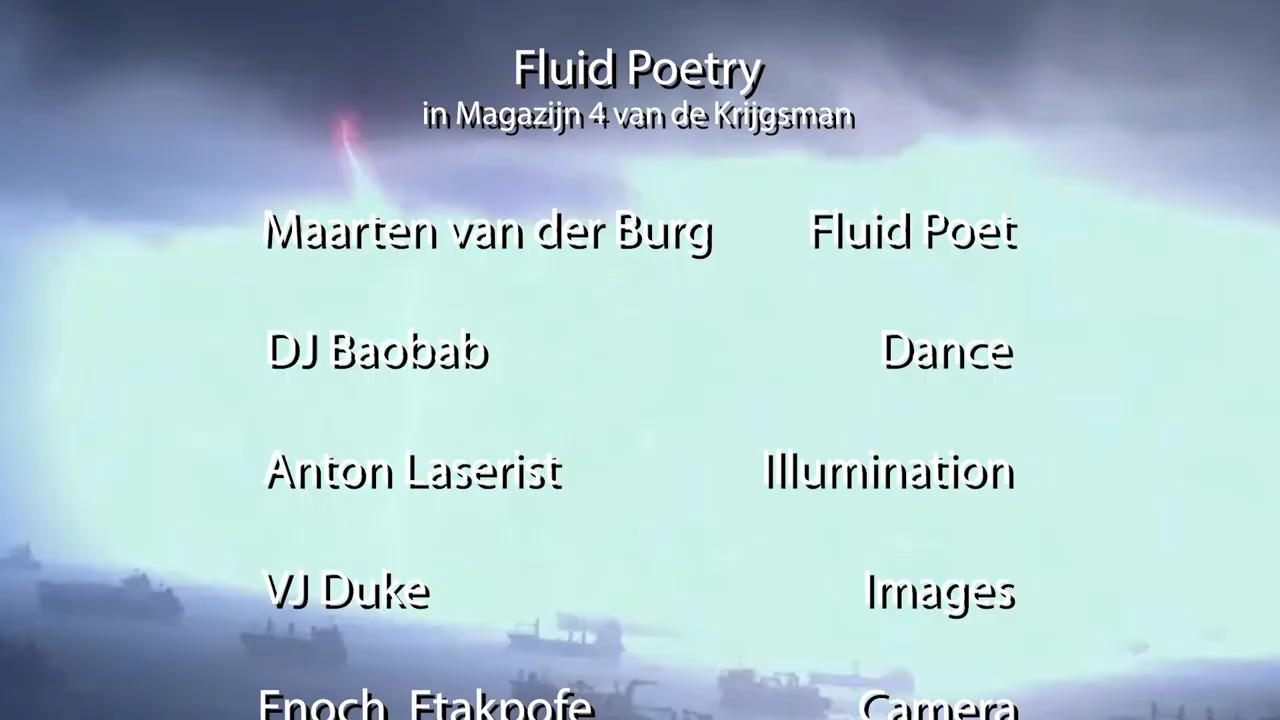 Fluid Poetry
in Magazijn 4 van de Krijgsman
Maarten van der Burg Fluid Poet
DJ Baobab Dance
Anton Laserist Illumination
VJ Duke Images
Enoch Etakpofe Camera